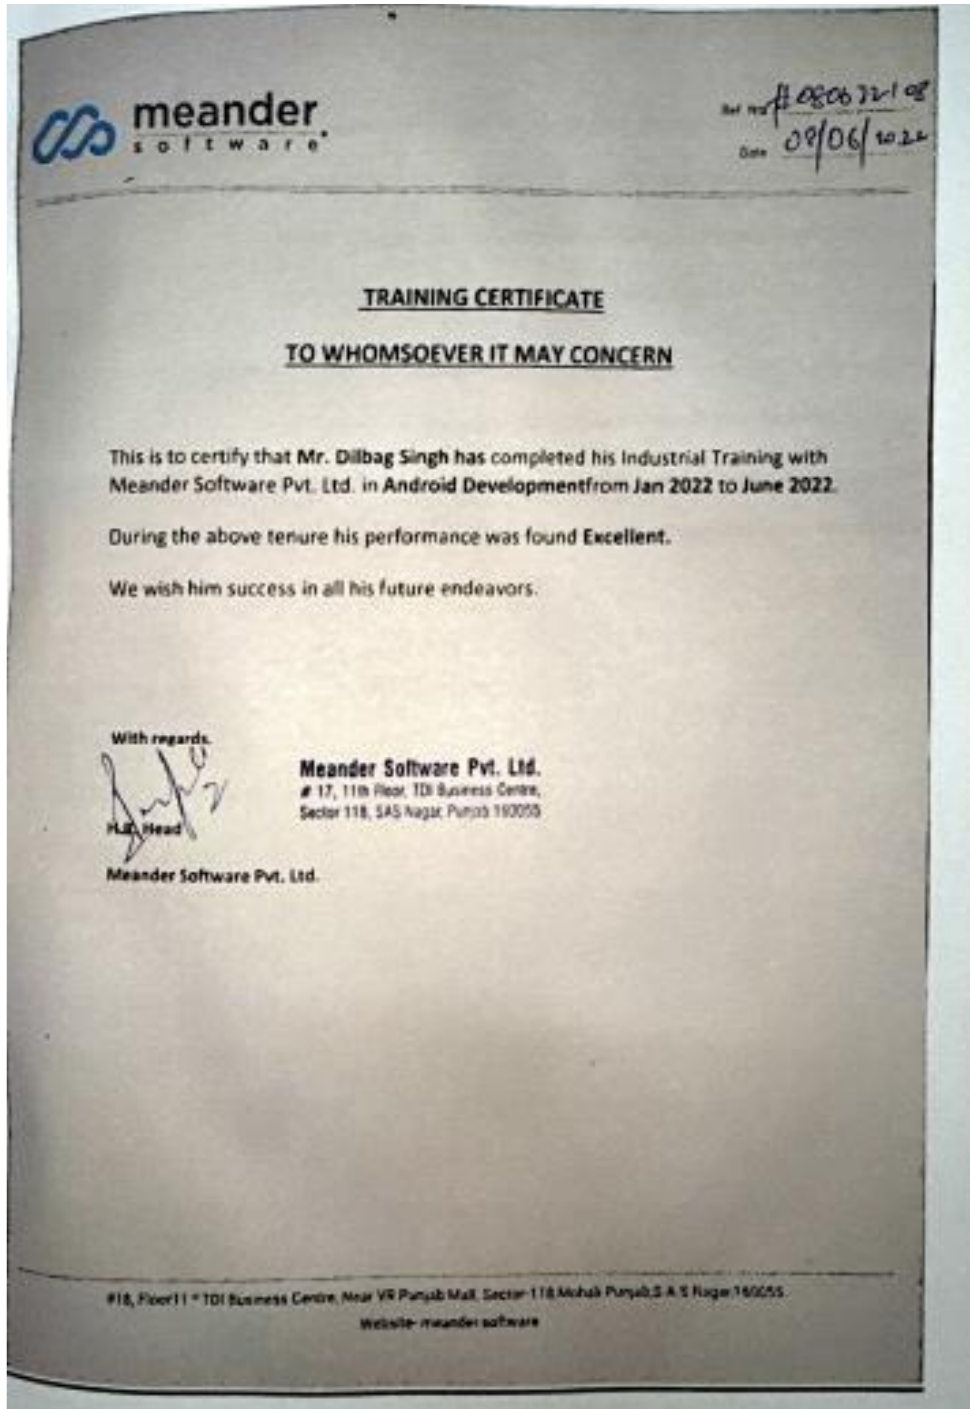 meander
software
Ref No. #080632108
Date 09/06/2022
TRAINING CERTIFICATE
TO WHOMSOEVER IT MAY CONCERN
This is to certify that Mr. Dilbag Singh has completed his Industrial Training with
Meander Software Pvt. Ltd. in Android Developmentfrom Jan 2022 to June 2022.
During the above tenure his performance was found Excellent.
We wish him success in all his future endeavors.
With regards,
Meander Software Pvt. Ltd.
# 17, 11th Floor, TDI Business Centre,
Sector 118, SAS Nagar, Punjab 160055
H.R. Head
Meander Software Pvt. Ltd.
#18, Floor11 TDI Business Centre, Near VR Punjab Mall, Sector-118 Mohali Punjab,S.A.S Nagar,160055
Website- meander software